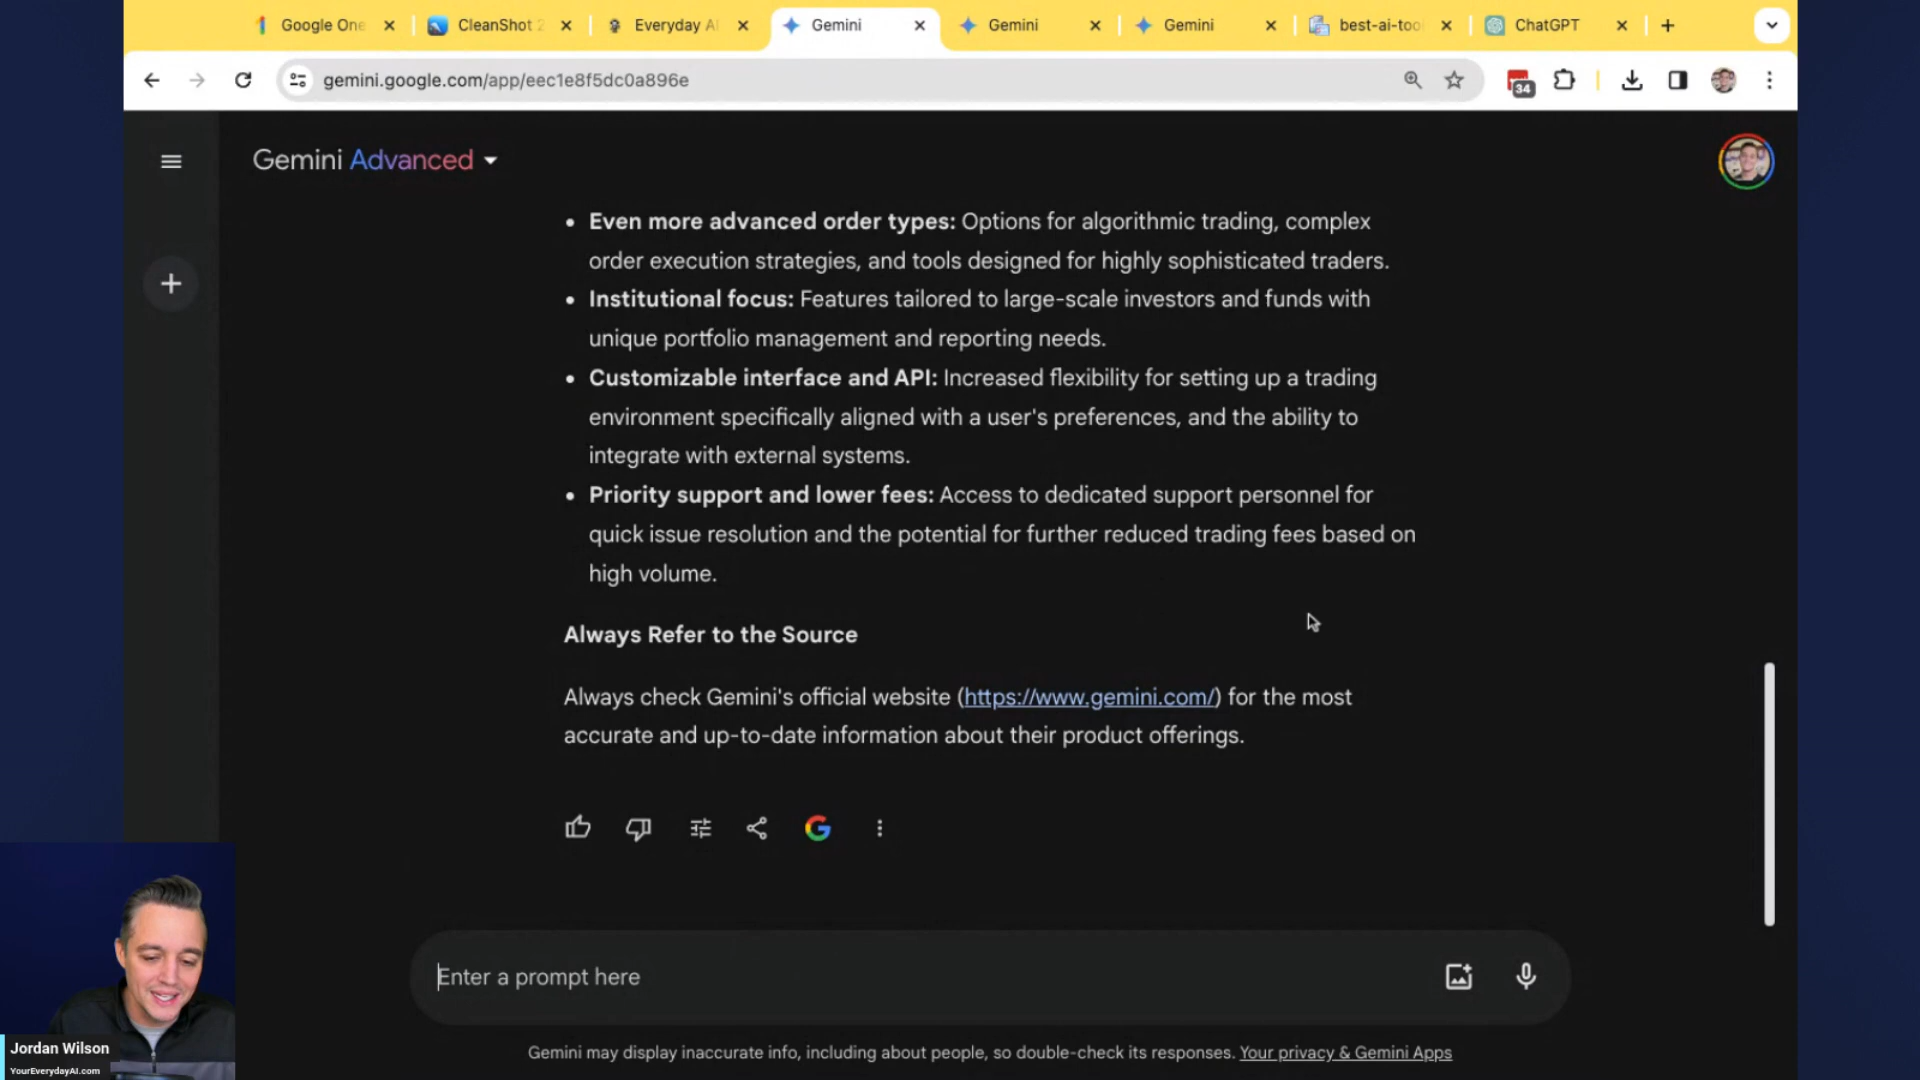 Google One
CleanShot 2
Everyday AI
Gemini
Gemini
Gemini
best-ai-too
ChatGPT
gemini.google.com/app/eec1e8f5dc0a896e
34
Gemini Advanced
• Even more advanced order types: Options for algorithmic trading, complex
order execution strategies, and tools designed for highly sophisticated traders.
• Institutional focus: Features tailored to large-scale investors and funds with
unique portfolio management and reporting needs.
• Customizable interface and API: Increased flexibility for setting up a trading
environment specifically aligned with a user's preferences, and the ability to
integrate with external systems.
• Priority support and lower fees: Access to dedicated support personnel for
quick issue resolution and the potential for further reduced trading fees based on
high volume.
Always Refer to the Source
Always check Gemini's official website (https://www.gemini.com/) for the most
accurate and up-to-date information about their product offerings.
Enter a prompt here
Gemini may display inaccurate info, including about people, so double-check its responses. Your privacy & Gemini Apps
Jordan Wilson
YourEverydayAI.com